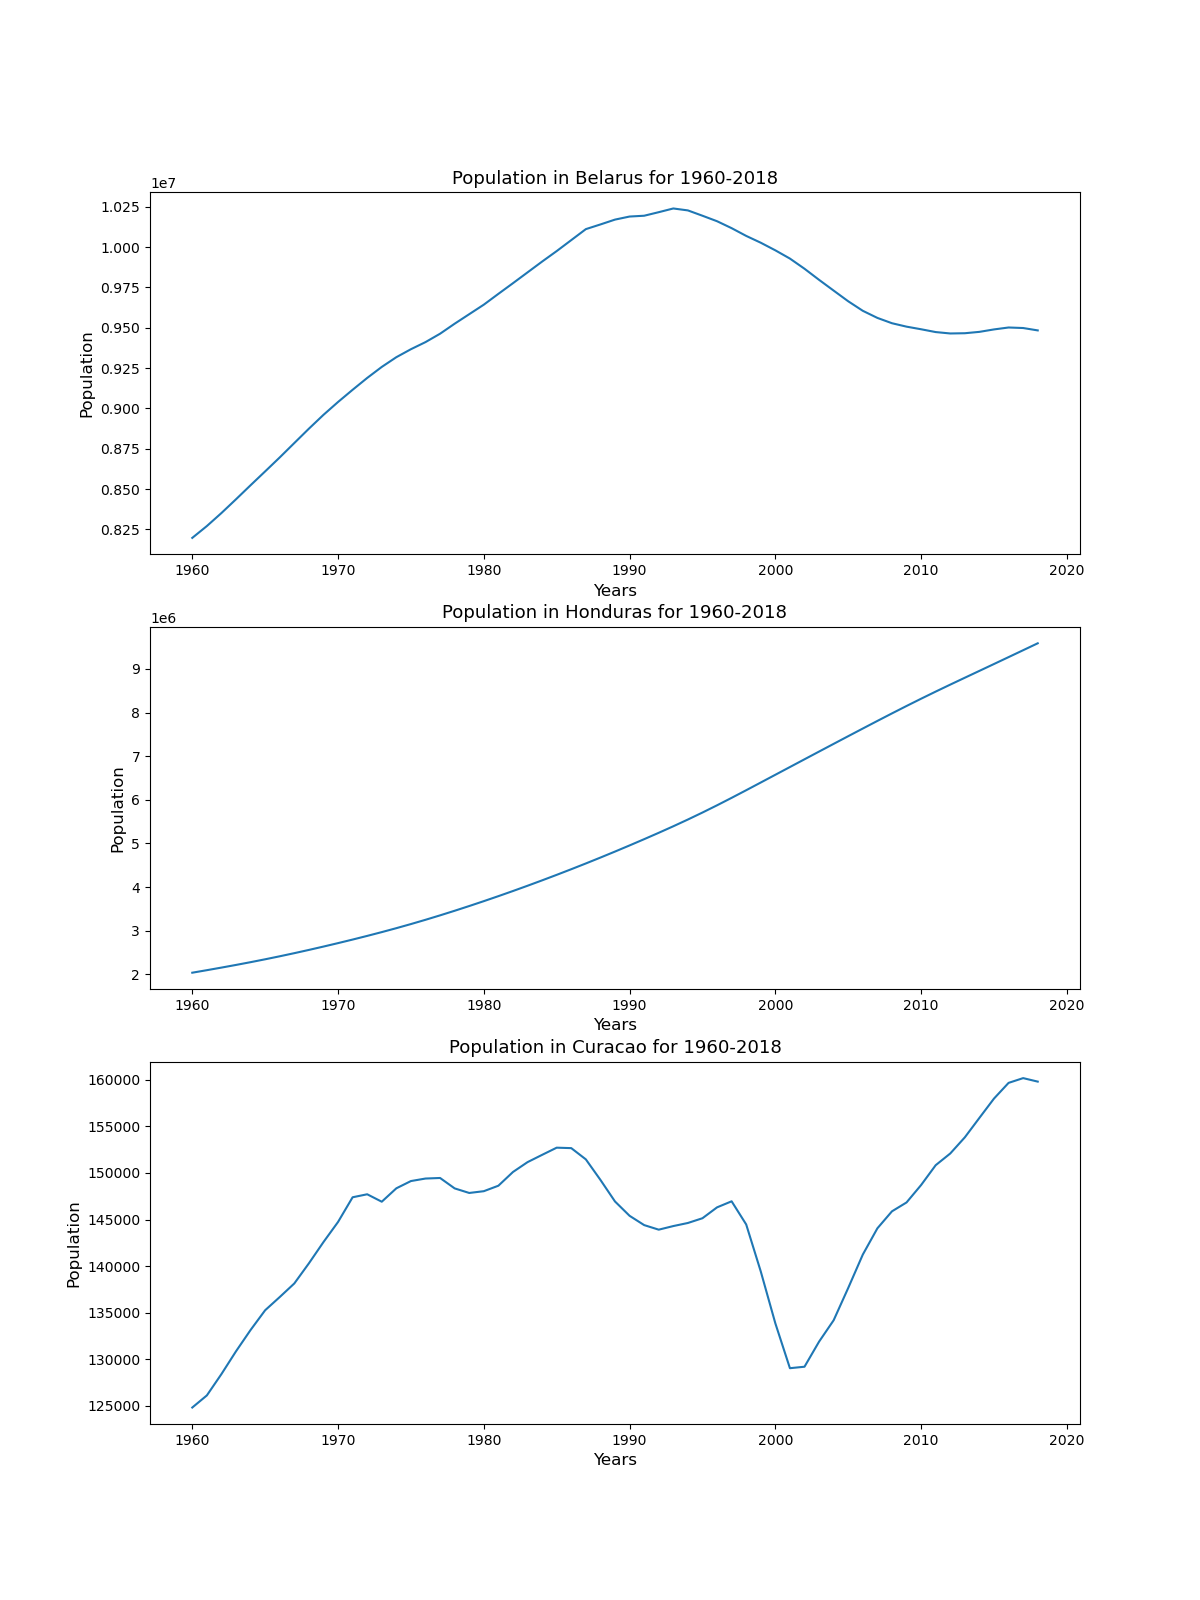 Population in Belarus for 1960-2018
1e7
1.025
1.000
0.975
0.950
0.925
0.900
0.875
0.850
0.825
Population
1960 1970 1980 1990 2000 2010 2020
Years
Population in Honduras for 1960-2018
1e6
9
8
7
6
5
4
3
2
Population
1960 1970 1980 1990 2000 2010 2020
Years
Population in Curacao for 1960-2018
160000
155000
150000
145000
140000
135000
130000
125000
Population
1960 1970 1980 1990 2000 2010 2020
Years